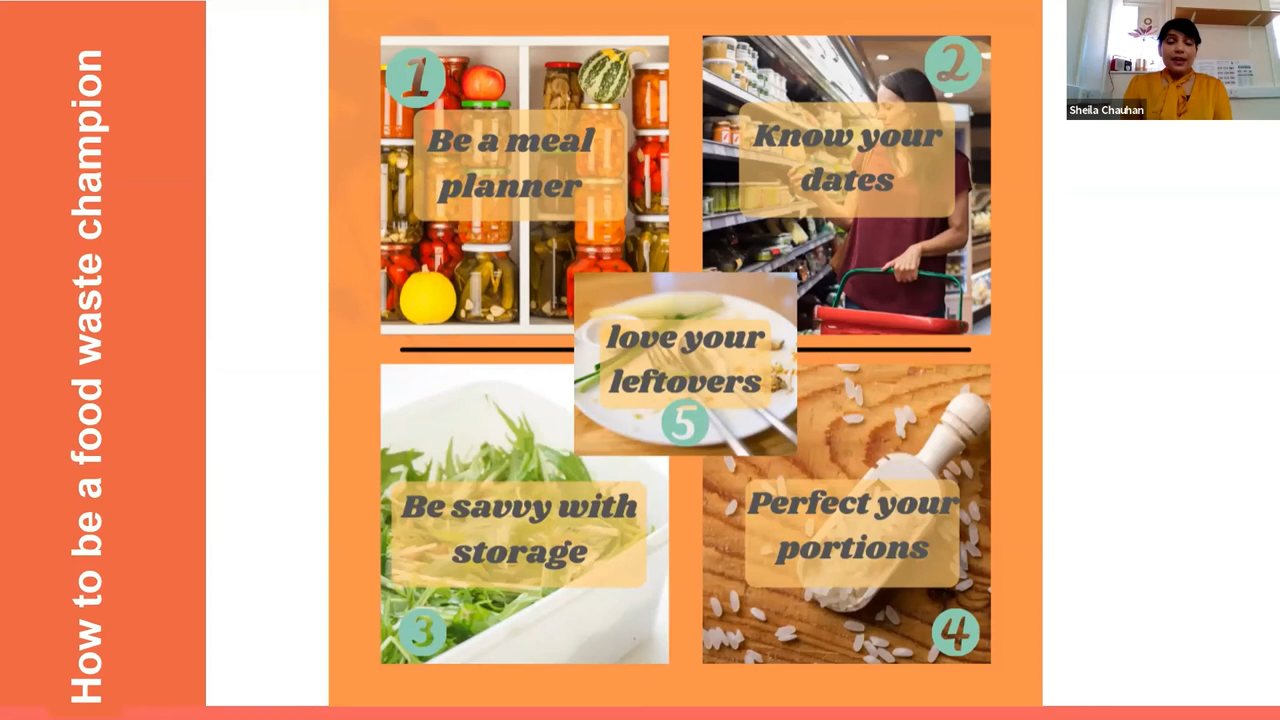 How to be a food waste champion
1
Be a meal
planner
2
Know your
dates
love your
leftovers
5
Be savvy with
storage
3
Perfect your
portions
4
Sheila Chauhan